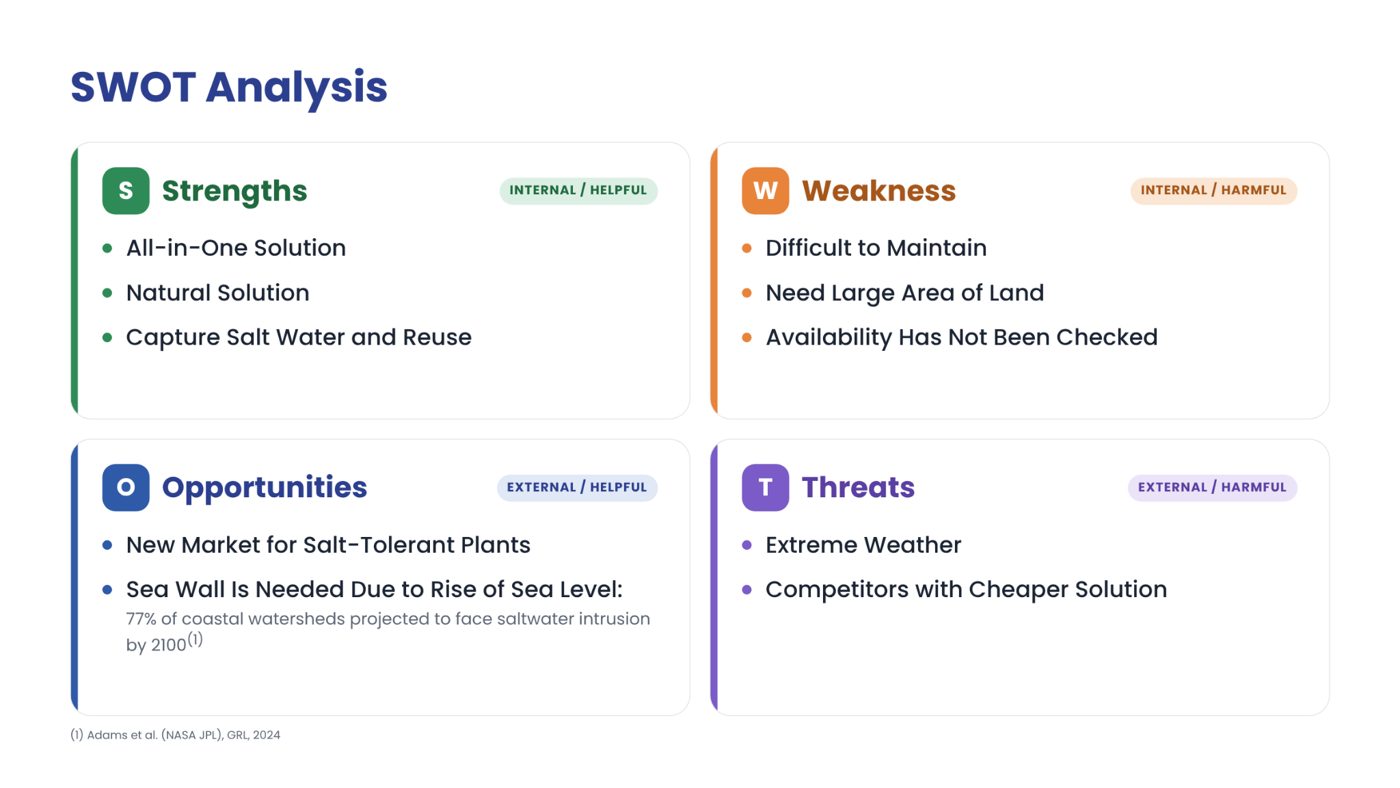 SWOT Analysis
S Strengths INTERNAL / HELPFUL
All-in-One Solution
Natural Solution
Capture Salt Water and Reuse
W Weakness INTERNAL / HARMFUL
Difficult to Maintain
Need Large Area of Land
Availability Has Not Been Checked
O Opportunities EXTERNAL / HELPFUL
New Market for Salt-Tolerant Plants
Sea Wall Is Needed Due to Rise of Sea Level:
77% of coastal watersheds projected to face saltwater intrusion
by 2100(1)
T Threats EXTERNAL / HARMFUL
Extreme Weather
Competitors with Cheaper Solution
(1) Adams et al. (NASA JPL), GRL, 2024